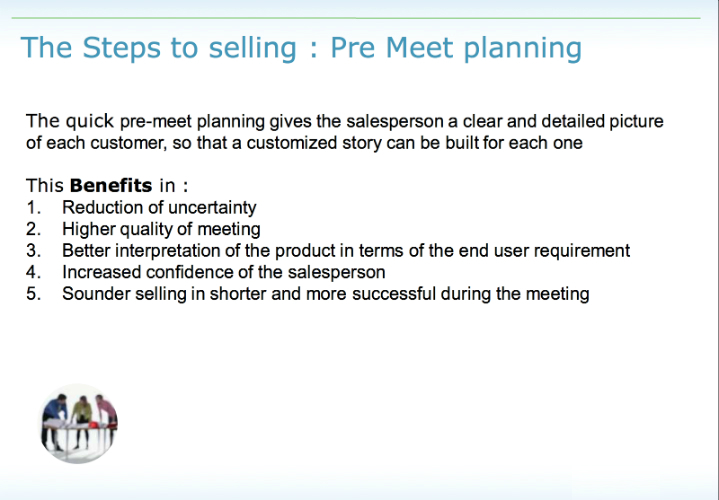 The Steps to selling : Pre Meet planning
The quick pre-meet planning gives the salesperson a clear and detailed picture
of each customer, so that a customized story can be built for each one
This Benefits in :
1. Reduction of uncertainty
2. Higher quality of meeting
3. Better interpretation of the product in terms of the end user requirement
4. Increased confidence of the salesperson
5. Sounder selling in shorter and more successful during the meeting